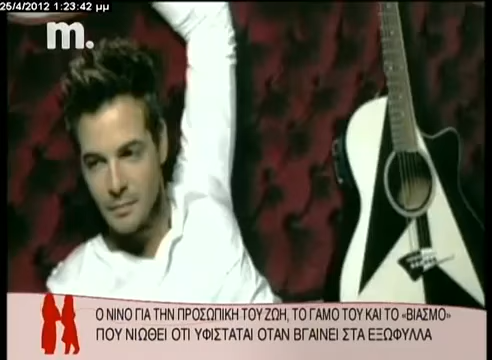 25/4/2012 1:23:42 μμ
m.
Ο ΝΙΝΟ ΓΙΑ ΤΗΝ ΠΡΟΣΩΠΙΚΗ ΤΟΥ ΖΩΗ, ΤΟ ΓΑΜΟ ΤΟΥ ΚΑΙ ΤΟ «ΒΙΑΣΜΟ»
ΠΟΥ ΝΙΩΘΕΙ ΟΤΙ ΥΦΙΣΤΑΤΑΙ ΟΤΑΝ ΒΓΑΙΝΕΙ ΣΤΑ ΕΞΩΦΥΛΛΑ